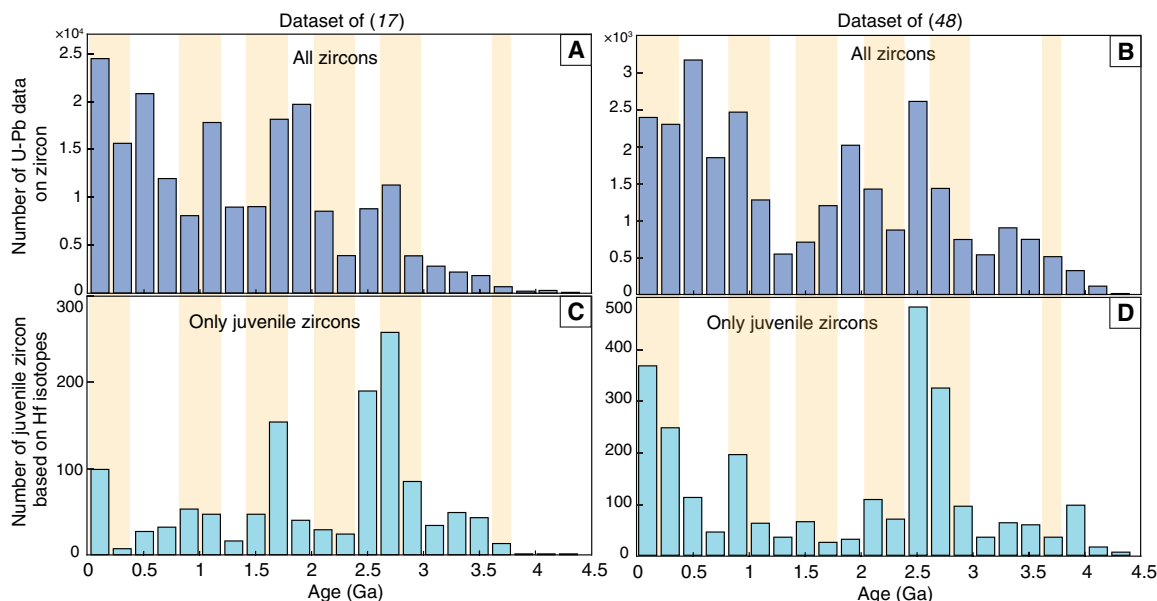 Dataset of (17)
Dataset of (48)
×10⁴
2.5
2
1.5
1
0.5
0
Number of U-Pb data
on zircon
All zircons
A
×10³
3
2.5
2
1.5
1
0.5
0
All zircons
B
300
200
100
0
Number of juvenile zircon
based on Hf isotopes
Only juvenile zircons
C
0 0.5 1 1.5 2 2.5 3 3.5 4 4.5
Age (Ga)
500
400
300
200
100
0
Only juvenile zircons
D
0 0.5 1 1.5 2 2.5 3 3.5 4 4.5
Age (Ga)